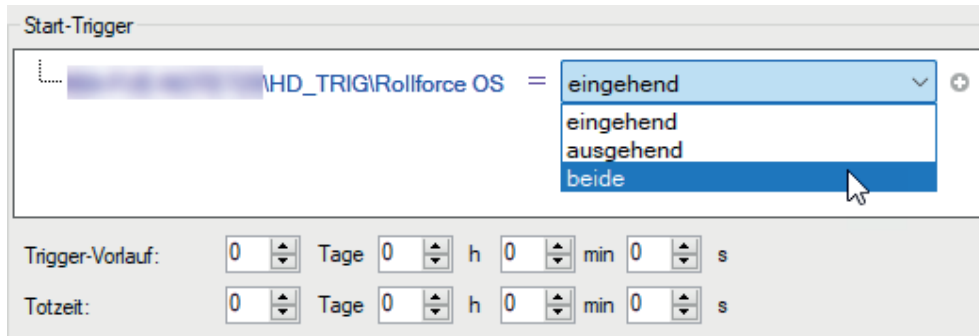 Start-Trigger
\HD_TRIG\Rollforce OS = eingehend
eingehend
ausgehend
beide
Trigger-Vorlauf: 0 Tage 0 h 0 min 0 s
Totzeit: 0 Tage 0 h 0 min 0 s